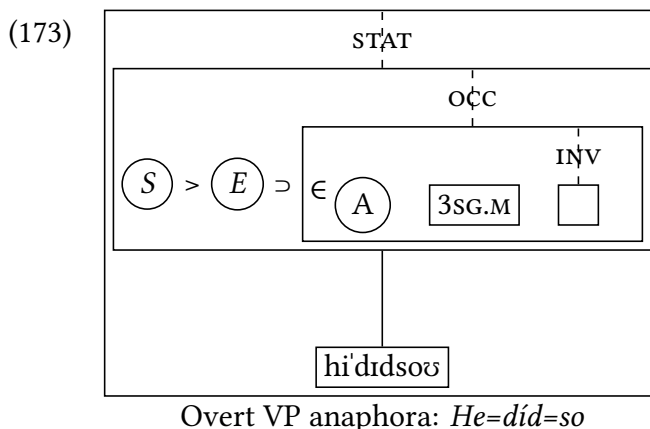 (173)
STAT
OCC
INV
S > E ⊃ ∈ A 3SG.M
hiˈdɪdsoʊ
Overt VP anaphora: He=díd=so